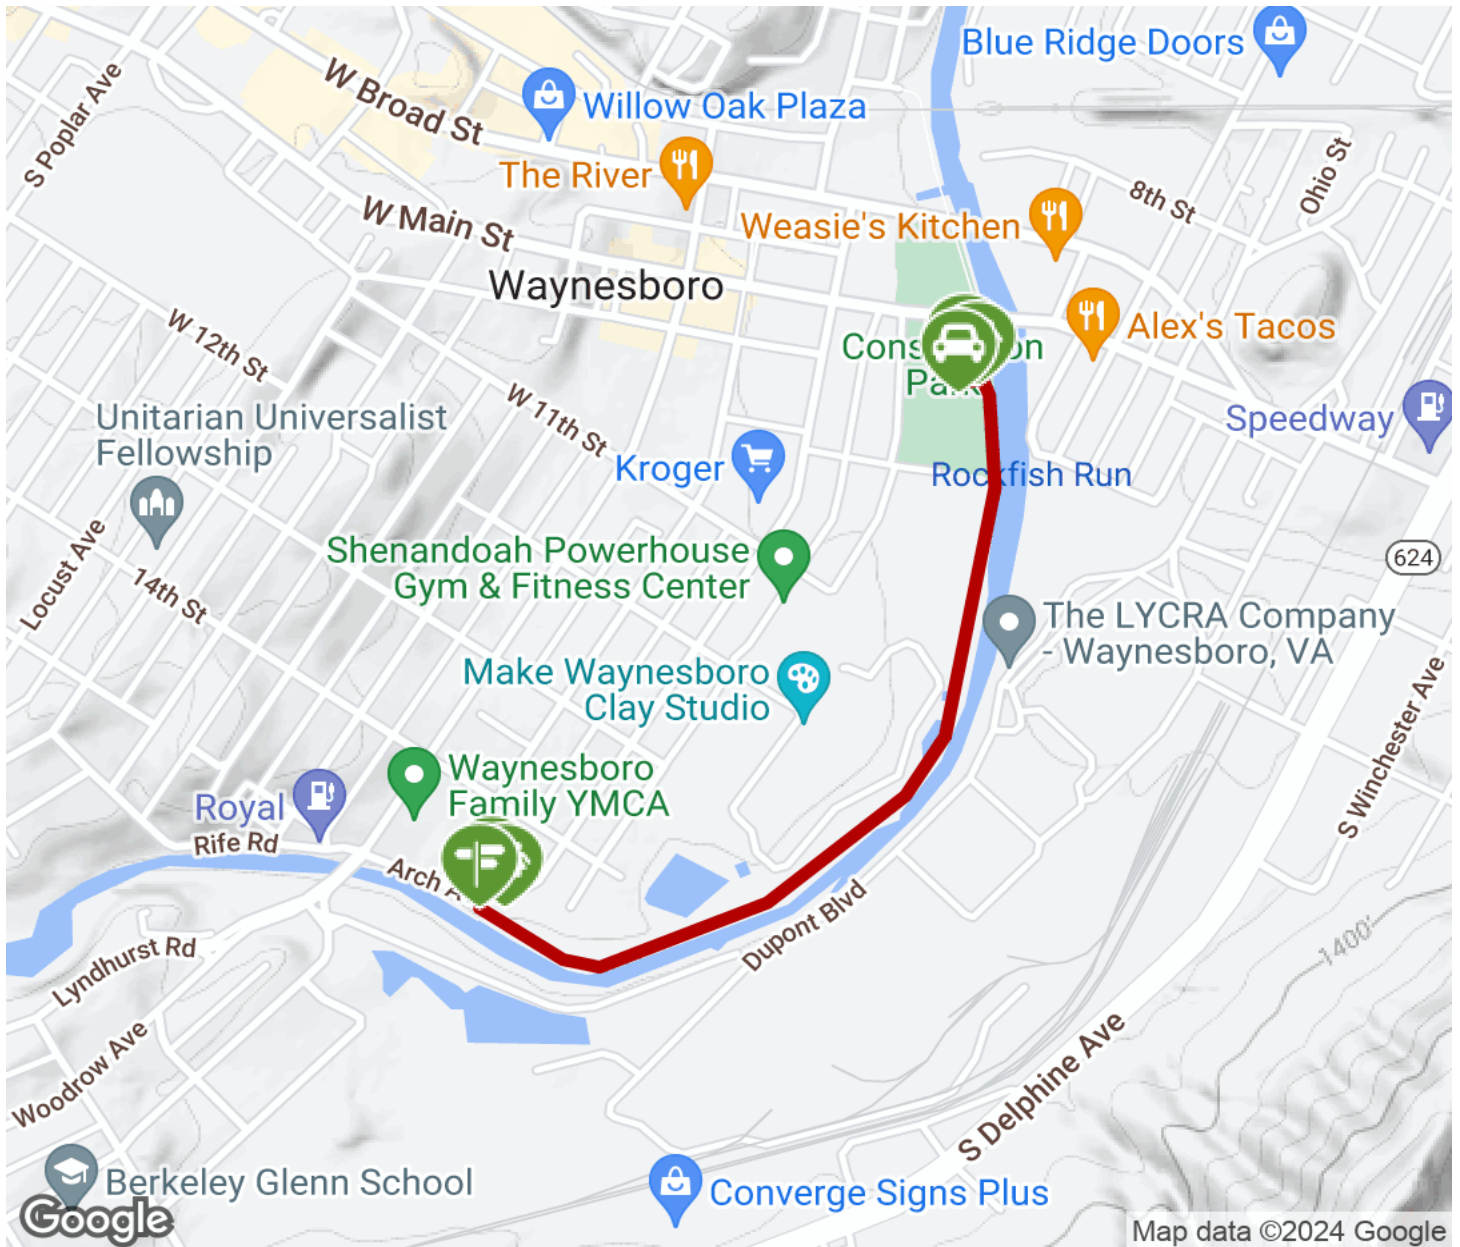 Blue Ridge Doors
S Poplar Ave
W Broad St
Willow Oak Plaza
The River
Ohio St
8th St
W Main St
Weasie's Kitchen
Waynesboro
Alex's Tacos
W 12th St
Cons on
Park
W 11th St
Unitarian Universalist
Fellowship
Speedway
Kroger
Rockfish Run
Locust Ave
Shenandoah Powerhouse
Gym & Fitness Center
624
14th St
The LYCRA Company
- Waynesboro, VA
Make Waynesboro
Clay Studio
S Winchester Ave
Waynesboro
Family YMCA
Royal
Rife Rd
Arch A
Dupont Blvd
Lyndhurst Rd
1400'
Woodrow Ave
S Delphine Ave
Berkeley Glenn School
Converge Signs Plus
Google
Map data ©2024 Google